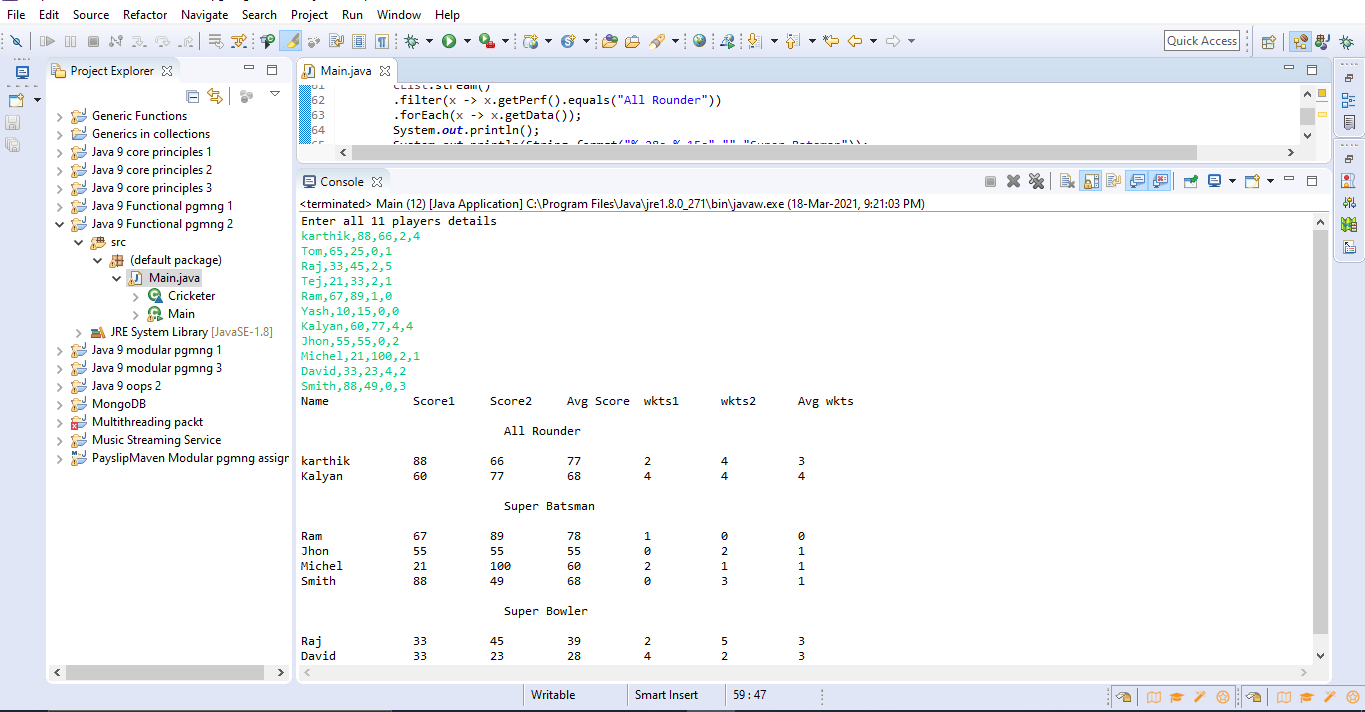 File Edit Source Refactor Navigate Search Project Run Window Help
Quick Access
Project Explorer
Generic Functions
Generics in collections
Java 9 core principles 1
Java 9 core principles 2
Java 9 core principles 3
Java 9 Functional pgmng 1
Java 9 Functional pgmng 2
src
(default package)
Main.java
Cricketer
Main
JRE System Library [JavaSE-1.8]
Java 9 modular pgmng 1
Java 9 modular pgmng 3
Java 9 oops 2
MongoDB
Multithreading packt
Music Streaming Service
PayslipMaven Modular pgmng assigr
Main.java
61 cList.stream()
62 .filter(x -> x.getPerf().equals("All Rounder"))
63 .forEach(x -> x.getData());
64 System.out.println();
Console
<terminated> Main (12) [Java Application] C:\Program Files\Java\jre1.8.0_271\bin\javaw.exe (18-Mar-2021, 9:21:03 PM)
Enter all 11 players details
karthik,88,66,2,4
Tom,65,25,0,1
Raj,33,45,2,5
Tej,21,33,2,1
Ram,67,89,1,0
Yash,10,15,0,0
Kalyan,60,77,4,4
Jhon,55,55,0,2
Michel,21,100,2,1
David,33,23,4,2
Smith,88,49,0,3
Name Score1 Score2 Avg Score wkts1 wkts2 Avg wkts
All Rounder
karthik 88 66 77 2 4 3
Kalyan 60 77 68 4 4 4
Super Batsman
Ram 67 89 78 1 0 0
Jhon 55 55 55 0 2 1
Michel 21 100 60 2 1 1
Smith 88 49 68 0 3 1
Super Bowler
Raj 33 45 39 2 5 3
David 33 23 28 4 2 3
Writable Smart Insert 59 : 47